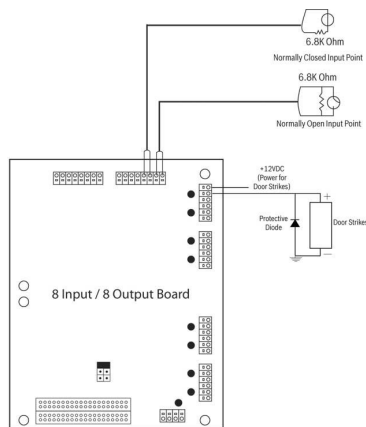 6.8K Ohm
Normally Closed Input Point
6.8K Ohm
Normally Open Input Point
+12VDC
(Power for
Door Strikes)
+
Protective
Diode
Door Strikes
–
8 Input / 8 Output Board